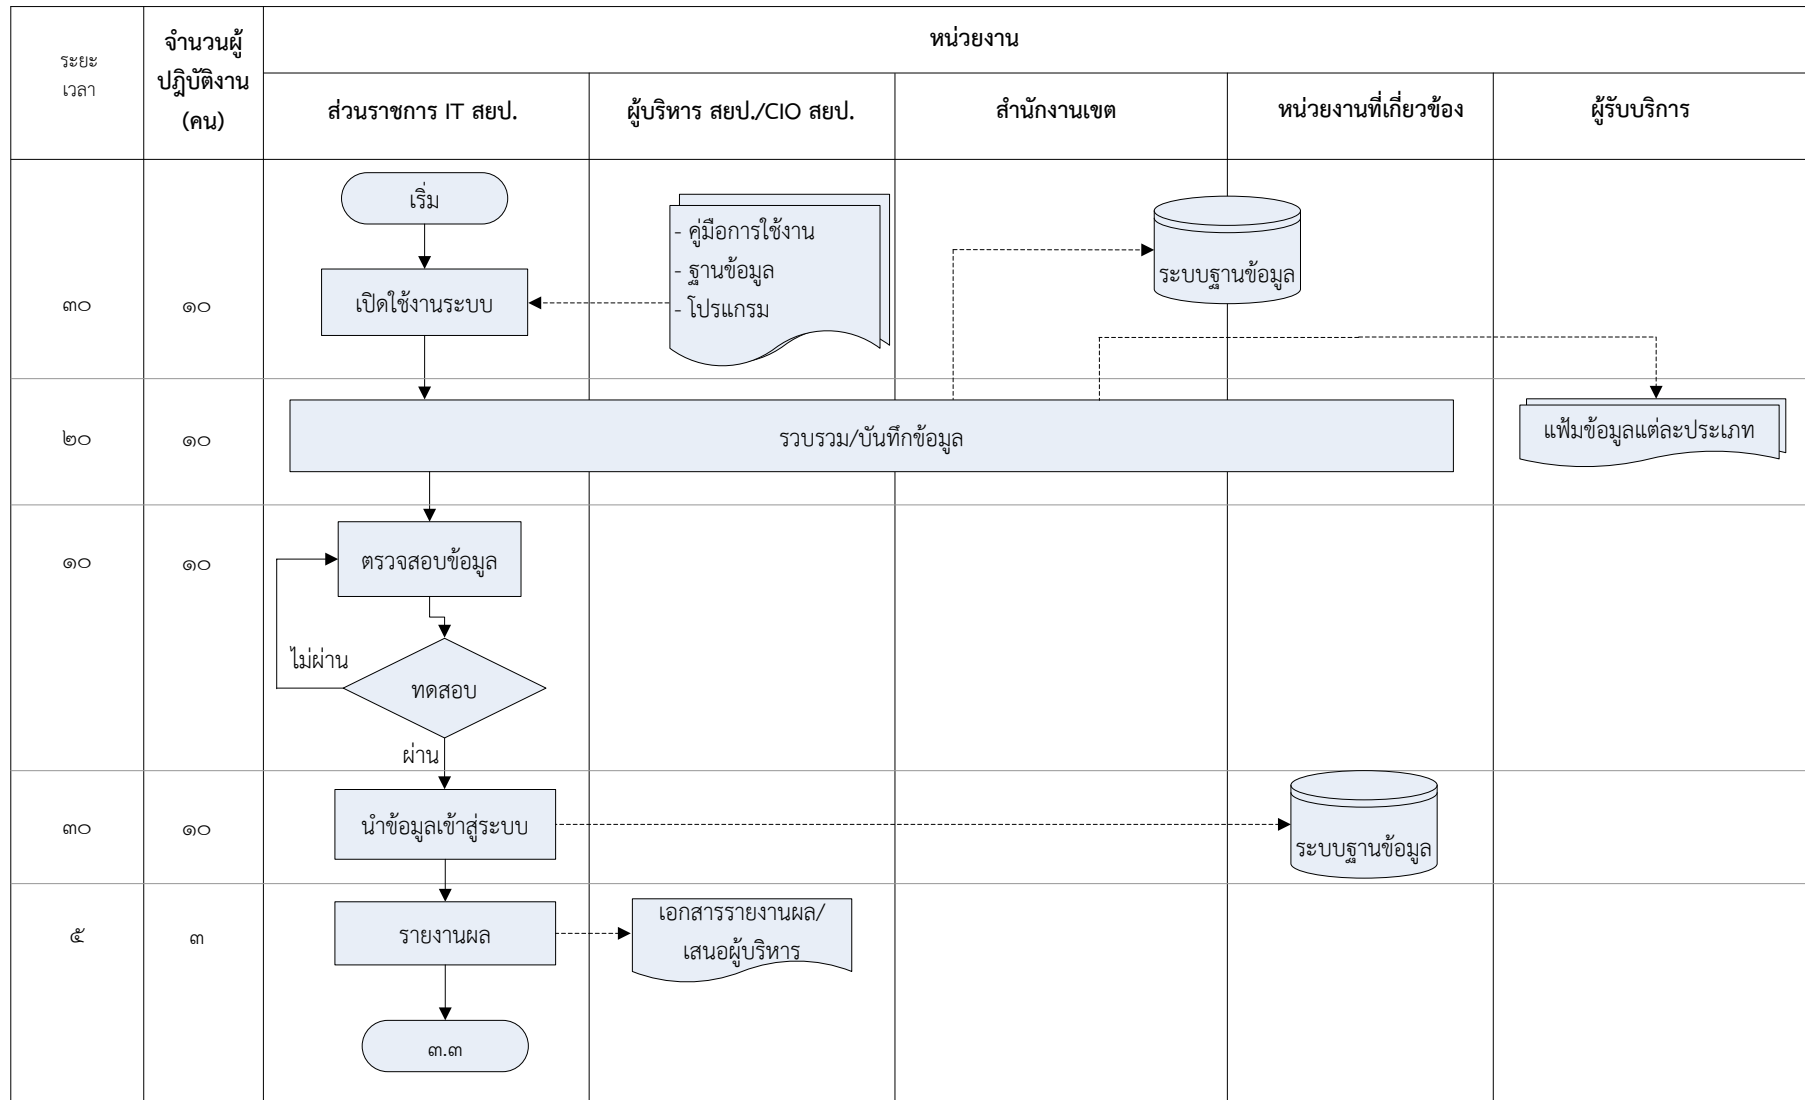 ระยะ
เวลา
จำนวนผู้
ปฎิบัติงาน
(คน)
หน่วยงาน
ส่วนราชการ IT สยป.
ผู้บริหาร สยป./CIO สยป.
สำนักงานเขต
หน่วยงานที่เกี่ยวข้อง
ผู้รับบริการ
เริ่ม
- คู่มือการใช้งาน
- ฐานข้อมูล
- โปรแกรม
ระบบฐานข้อมูล
๓๐
๑๐
เปิดใช้งานระบบ
๒๐
๑๐
รวบรวม/บันทึกข้อมูล
แฟ้มข้อมูลแต่ละประเภท
๑๐
๑๐
ตรวจสอบข้อมูล
ไม่ผ่าน
ทดสอบ
ผ่าน
๓๐
๑๐
นำข้อมูลเข้าสู่ระบบ
ระบบฐานข้อมูล
๕
๓
รายงานผล
เอกสารรายงานผล/
เสนอผู้บริหาร
๓.๓